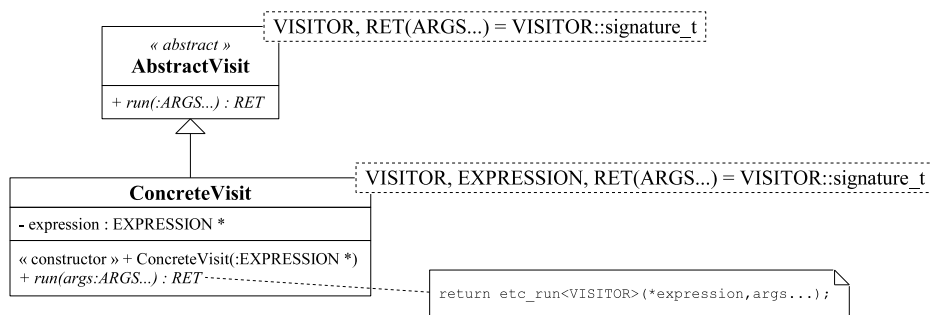 VISITOR, RET(ARGS...) = VISITOR::signature_t
« abstract »
AbstractVisit
+ run(:ARGS...) : RET
VISITOR, EXPRESSION, RET(ARGS...) = VISITOR::signature_t
ConcreteVisit
- expression : EXPRESSION *
« constructor » + ConcreteVisit(:EXPRESSION *)
+ run(args:ARGS...) : RET
return etc_run<VISITOR>(*expression,args...);